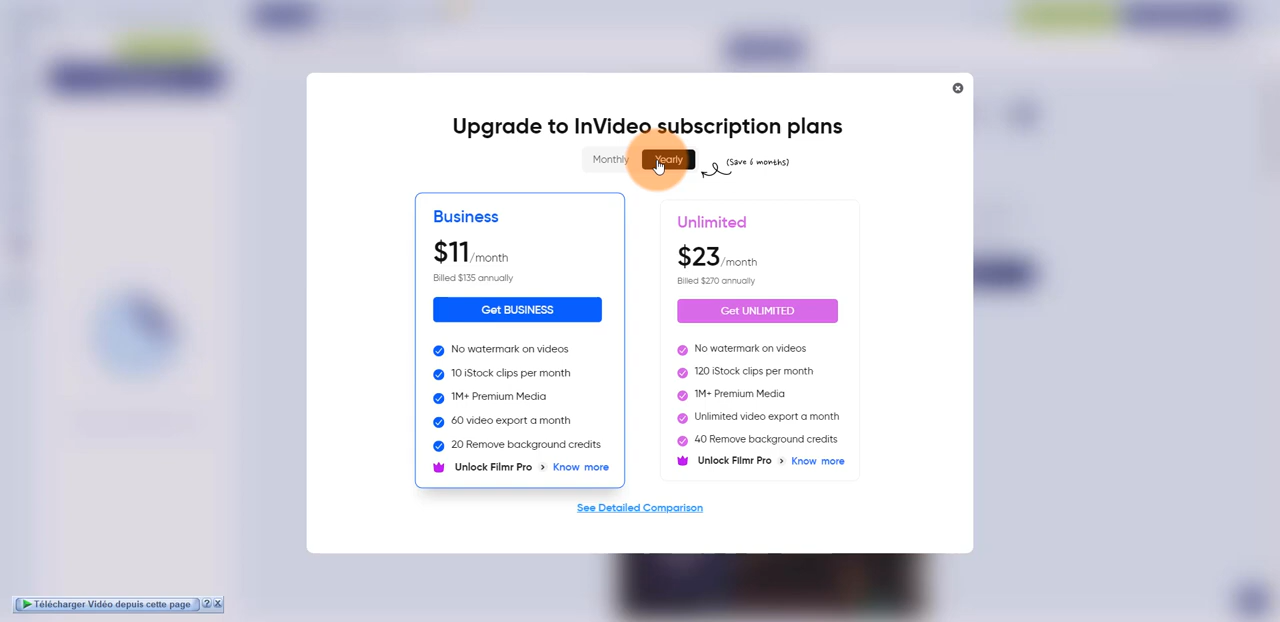 Upgrade to InVideo subscription plans
Monthly Yearly (Save 6 months)
Business
$11/month
Billed $135 annually
Get BUSINESS
No watermark on videos
10 iStock clips per month
1M+ Premium Media
60 video export a month
20 Remove background credits
Unlock Filmr Pro > Know more
Unlimited
$23/month
Billed $270 annually
Get UNLIMITED
No watermark on videos
120 iStock clips per month
1M+ Premium Media
Unlimited video export a month
40 Remove background credits
Unlock Filmr Pro > Know more
See Detailed Comparison
Télécharger Vidéo depuis cette page ? X